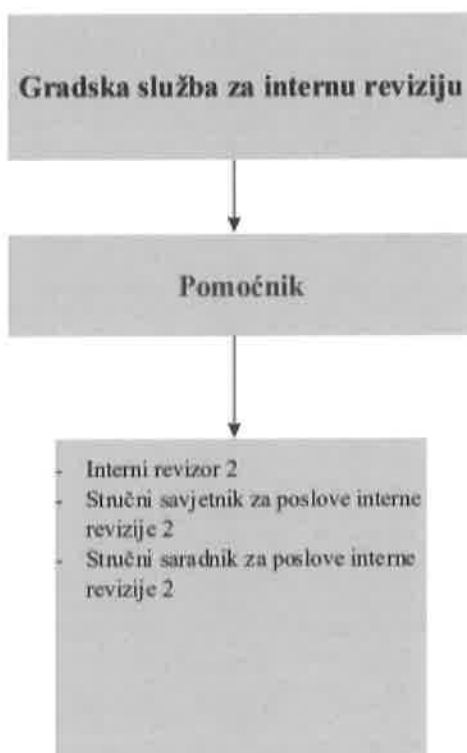 Gradska služba za internu reviziju
Pomoćnik
- Interni revizor 2
- Stručni savjetnik za poslove interne
revizije 2
- Stručni saradnik za poslove interne
revizije 2